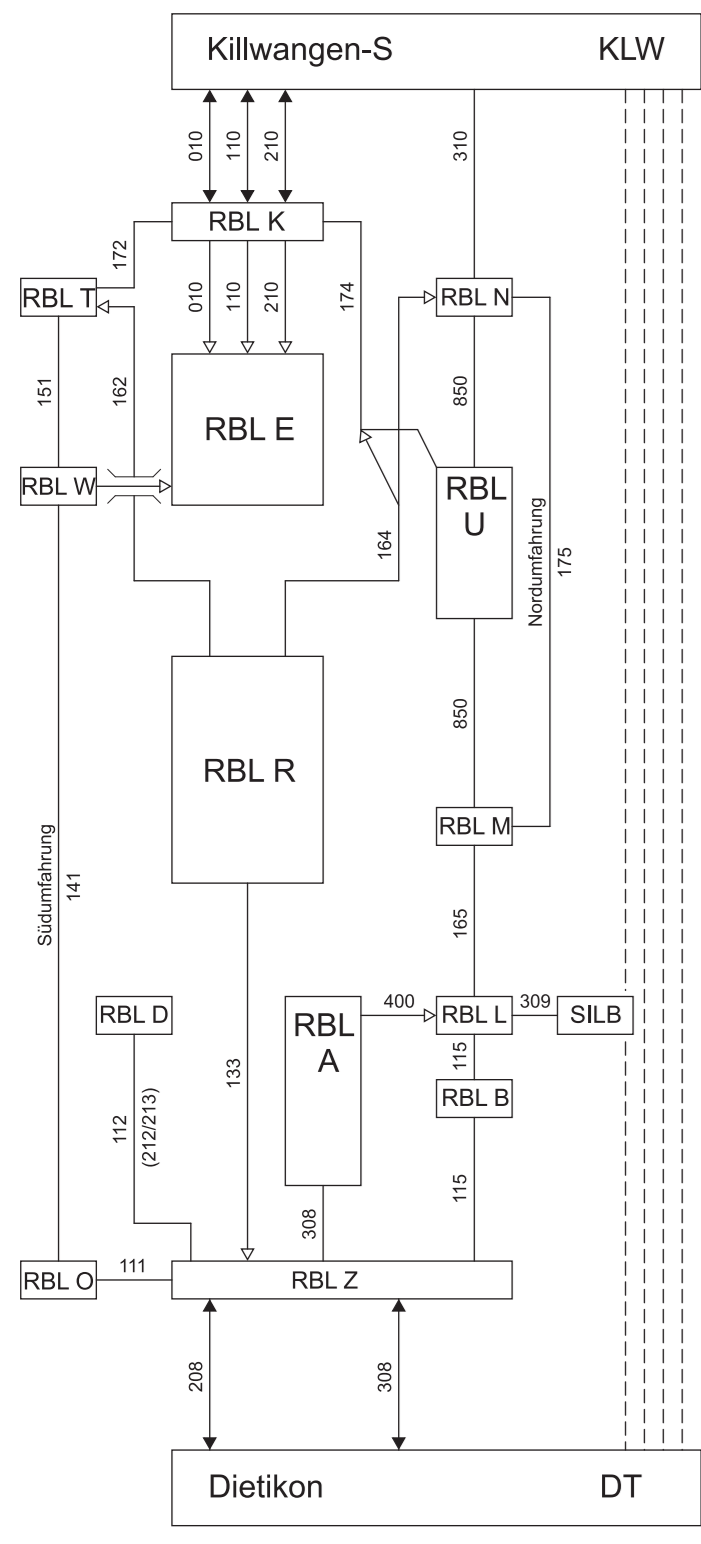 Killwangen-S KLW
010
110
210
310
RBL K
172
010
110
210
174
RBL T
RBL N
151
162
RBL E
850
RBL W
RBL
U
164
Nordumfahrung
175
RBL R
850
RBL M
Südumfahrung
141
165
RBL D
RBL
A
400
RBL L
309
SILB
133
115
112
(212/213)
RBL B
308
115
RBL O
111
RBL Z
208
308
Dietikon DT